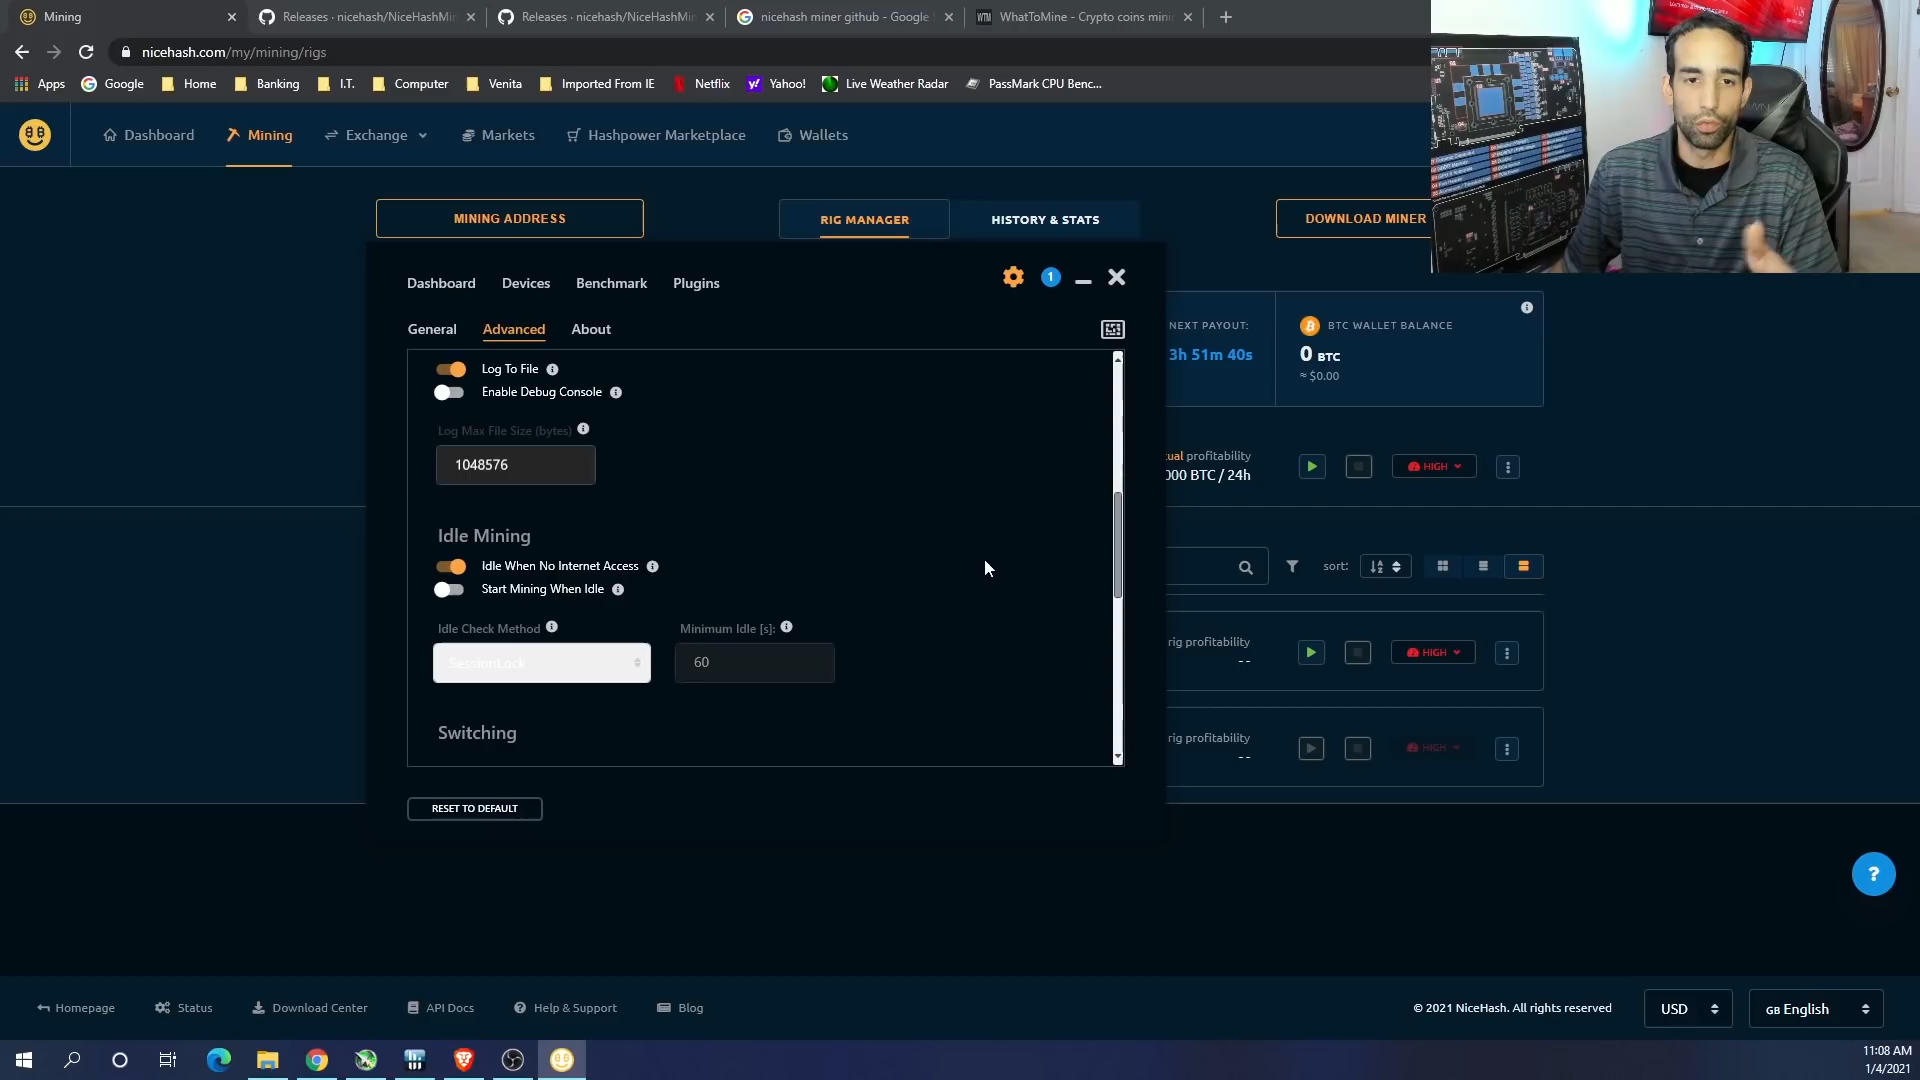 Mining
Releases · nicehash/NiceHashMin
Releases · nicehash/NiceHashMin
nicehash miner github - Google
WhatToMine - Crypto coins mini
nicehash.com/my/mining/rigs
Apps
Google
Home
Banking
I.T.
Computer
Venita
Imported From IE
Netflix
Yahoo!
Live Weather Radar
PassMark CPU Benc...
Dashboard
Mining
Exchange
Markets
Hashpower Marketplace
Wallets
MINING ADDRESS
RIG MANAGER
HISTORY & STATS
DOWNLOAD MINER
Dashboard
Devices
Benchmark
Plugins
1
General
Advanced
About
NEXT PAYOUT:
3h 51m 40s
BTC WALLET BALANCE
0 BTC
≈ $0.00
Log To File
Enable Debug Console
Log Max File Size (bytes)
1048576
tual profitability
000 BTC / 24h
HIGH
Idle Mining
Idle When No Internet Access
Start Mining When Idle
sort:
Idle Check Method
Minimum Idle [s]:
SessionLock
60
rig profitability
--
HIGH
Switching
rig profitability
--
HIGH
RESET TO DEFAULT
?
Homepage
Status
Download Center
API Docs
Help & Support
Blog
© 2021 NiceHash. All rights reserved
USD
GB English
11:08 AM
1/4/2021